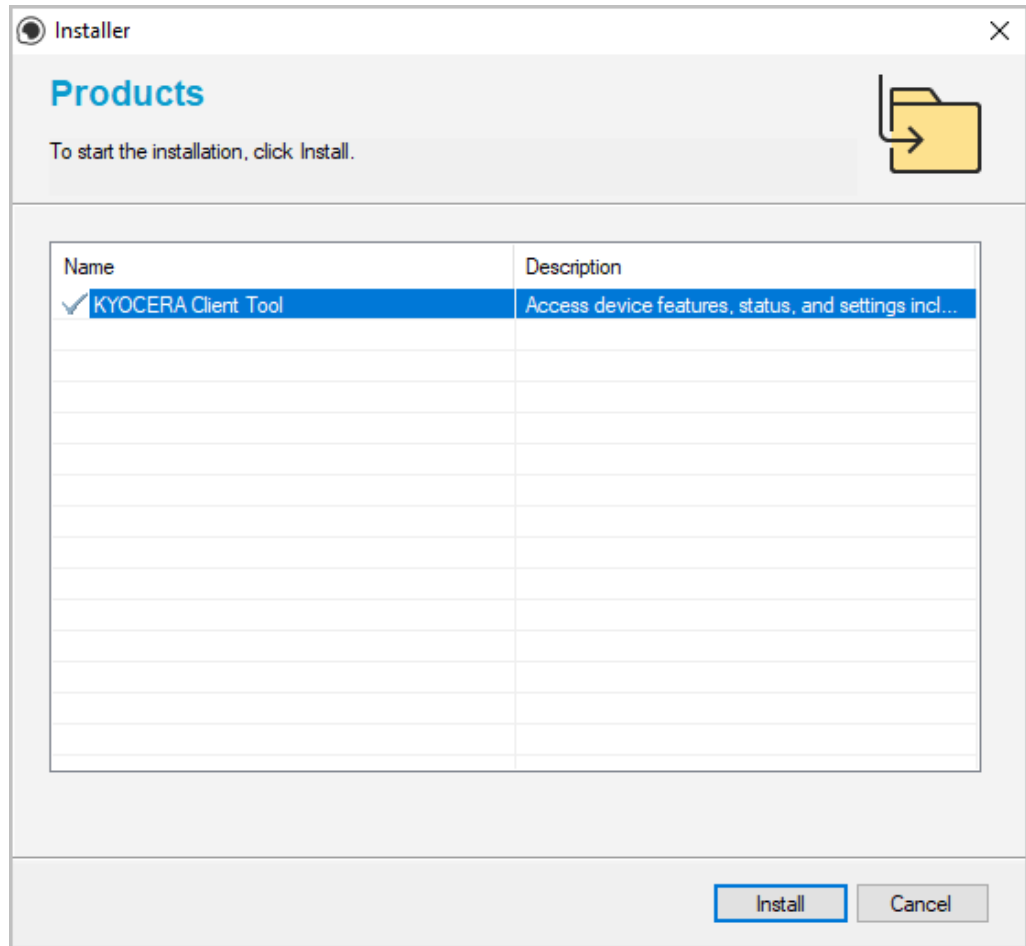 Installer
Products
To start the installation, click Install.
Name Description
KYOCERA Client Tool Access device features, status, and settings incl...
Install Cancel